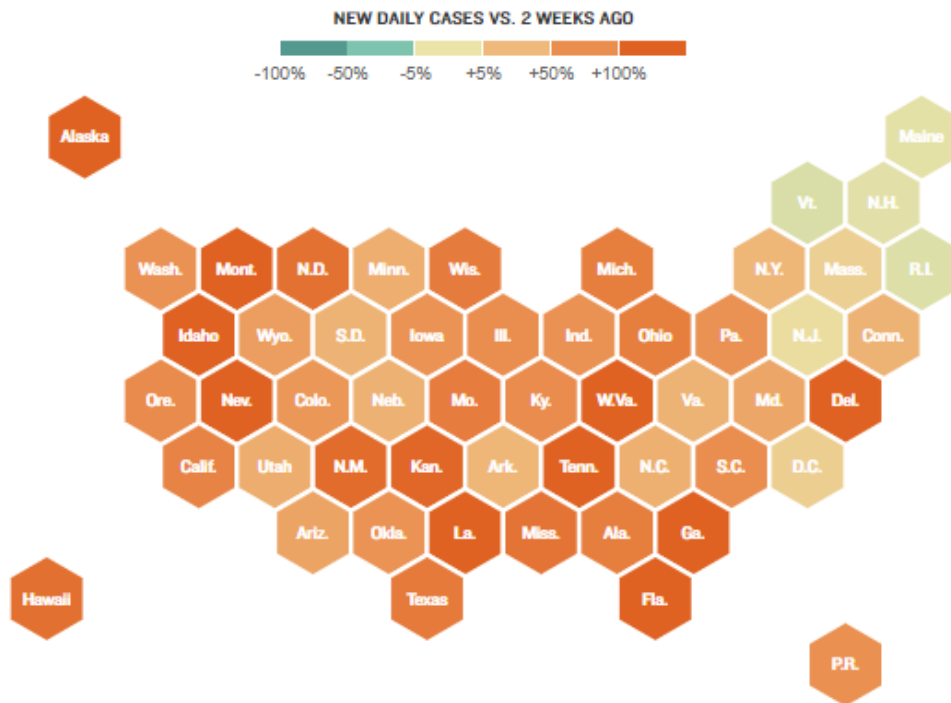 NEW DAILY CASES VS. 2 WEEKS AGO
-100% -50% -5% +5% +50% +100%
Alaska Maine
Vt. N.H.
Wash. Mont. N.D. Minn. Wis. Mich. N.Y. Mass. R.I.
Idaho Wyo. S.D. Iowa Ill. Ind. Ohio Pa. N.J. Conn.
Ore. Nev. Colo. Neb. Mo. Ky. W.Va. Va. Md. Del.
Calif. Utah N.M. Kan. Ark. Tenn. N.C. S.C. D.C.
Ariz. Okla. La. Miss. Ala. Ga.
Hawaii Texas Fla.
P.R.